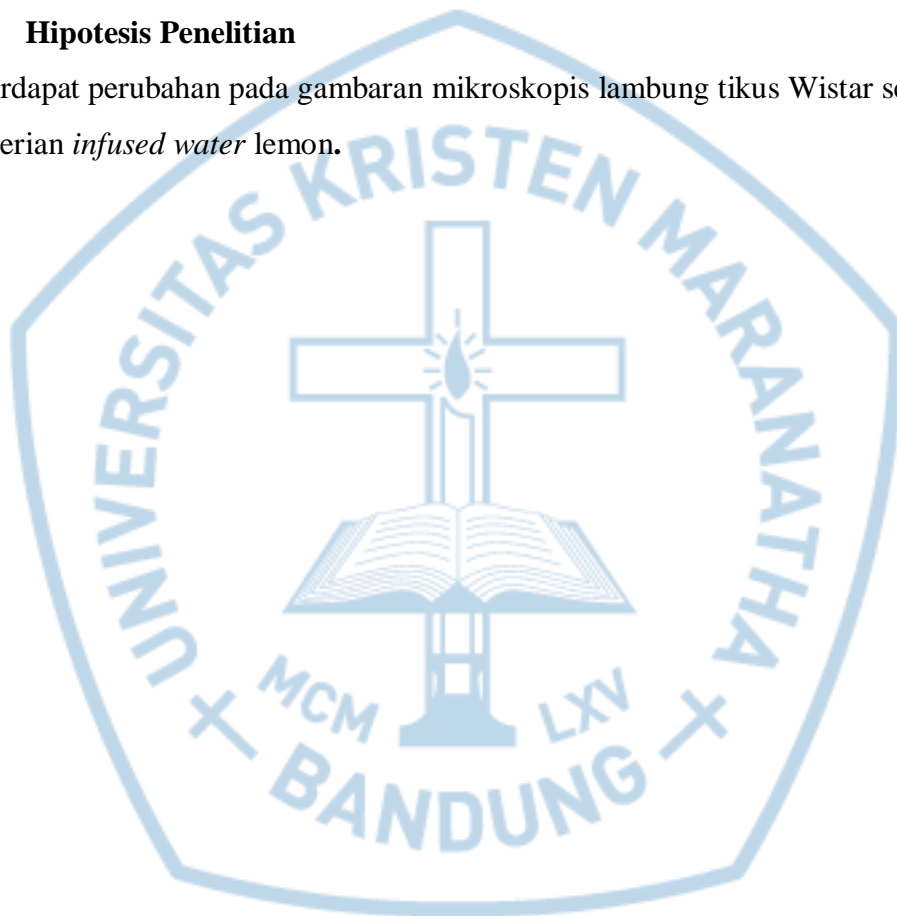 Hipotesis Penelitian
rdapat perubahan pada gambaran mikroskopis lambung tikus Wistar se
erian infused water lemon.
UNIVERSITAS KRISTEN MARANATHA
MCM LXV
+ BANDUNG +